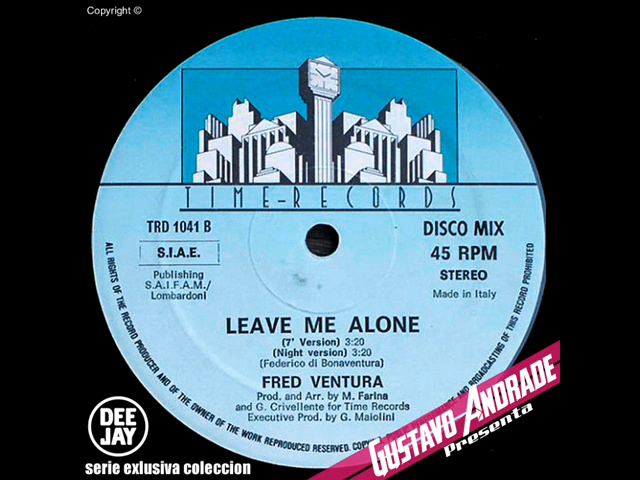 Copyright ©
TIME-RECORDS
TRD 1041 B
S.I.A.E.
Publishing
S.A.I.F.A.M./
Lombardoni
DISCO MIX
45 RPM
STEREO
Made in Italy
LEAVE ME ALONE
(7' Version) 3:20
(Night version) 3:20
(Federico di Bonaventura)
FRED VENTURA
Prod. and Arr. by M. Farina
and G. Crivellente for Time Records
Executive Prod. by G. Maiolini
ALL RIGHTS OF THE RECORD PRODUCER AND OF THE OWNER OF THE WORK REPRODUCED RESERVED. COP
BROADCASTING OF THIS RECORD PROHIBITED
DEE
JAY
serie exlusiva coleccion
GUSTAVO ANDRADE
Presenta